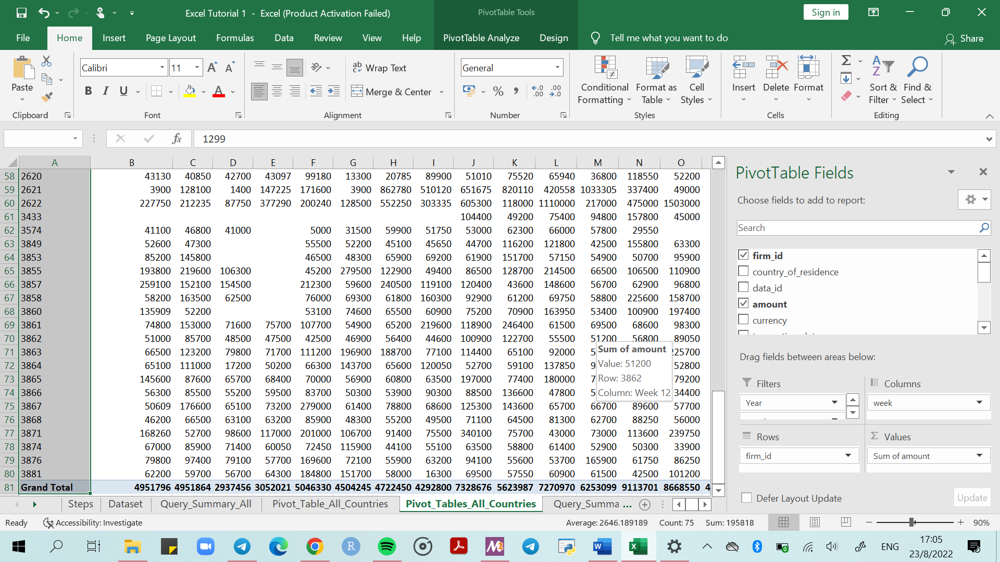 Excel Tutorial 1 - Excel (Product Activation Failed)
PivotTable Tools
Sign in
File Home Insert Page Layout Formulas Data Review View Help PivotTable Analyze Design Tell me what you want to do Share
Paste
Clipboard
Calibri 11
B I U
Font
Wrap Text
Merge & Center
Alignment
General
Number
Conditional Formatting
Format as Table
Cell Styles
Styles
Insert Delete Format
Cells
Sort & Filter
Find & Select
Editing
fx 1299
A B C D E F G H I J K L M N O
58 2620 43130 40850 42700 43097 99180 13300 20785 89900 51010 75520 65940 36800 118550 52200
59 2621 3900 128100 1400 147225 171600 3900 862780 510120 651675 820110 420558 1033305 337400 49000
60 2622 227750 212235 87750 377290 200240 128500 552250 303335 605300 118000 1110000 217000 475000 1503000
61 3433 104400 49200 75400 94800 157800 45000
62 3574 41100 46800 41000 5000 31500 59900 51750 53000 62300 66000 57800 29550
63 3849 52600 47300 55500 52200 45100 45650 44700 116200 121800 42500 155800 63300
64 3853 85200 145800 46500 48300 65900 69200 61900 151700 57150 54900 50700 95900
65 3855 193800 219600 106300 45200 279500 122900 49400 86500 128700 214500 66500 106500 110900
66 3857 259100 152100 154500 212300 59600 240500 119100 120400 43600 148600 56700 62900 96800
67 3858 58200 163500 62500 76000 69300 61800 160300 92900 61200 69750 58800 225600 158700
68 3860 135909 52200 53100 74600 65500 60900 75200 70900 163950 53400 100900 197400
69 3861 74800 153000 71600 75700 107700 54900 65200 219600 118900 246400 61500 69500 68600 98300
70 3862 51000 85700 48500 47500 42500 46900 56400 44600 100900 122700 55500 51200 56800 89050
71 3863 66500 123200 79800 71700 111200 196900 188700 77100 114400 65100 92000 5 25700
72 3864 65100 111000 17200 50200 66300 143700 65600 120050 52700 59100 137850 9 52800
73 3865 145600 87600 65700 68400 70000 56900 60800 63500 197000 77400 180000 7 79200
74 3866 56300 85500 55200 59500 83700 50300 53900 90300 88500 136600 47800 5 34400
75 3867 50609 176600 65100 73200 279000 61400 78800 68600 125300 143600 65700 66700 89600 57700
76 3868 46200 66500 63100 63200 85900 48300 55200 49500 71100 64500 81300 62700 88250 56000
77 3871 168260 52700 98600 117000 201000 106700 91400 75500 340100 75700 43000 73000 113600 239750
78 3874 67000 85900 71400 60050 72450 115900 44100 55100 63500 58800 61400 52900 50300 33900
79 3876 79800 97400 79100 57700 169600 72100 55900 63200 94100 55600 53700 165900 61750 86250
80 3881 62200 59700 56700 64300 184800 151700 58000 16300 69500 57550 60900 61500 42500 101200
81 Grand Total 4951796 4951864 2937456 3052021 5046330 4504245 4722450 4292800 7328676 5623987 7270970 6253099 9113701 8668550 4
Sum of amount
Value: 51200
Row: 3862
Column: Week 12
PivotTable Fields
Choose fields to add to report:
Search
firm_id
country_of_residence
data_id
amount
currency
Drag fields between areas below:
Filters
Year
Columns
week
Rows
firm_id
Σ Values
Sum of amount
Defer Layout Update
Update
Steps Dataset Query_Summary_All Pivot_Table_All_Countries Pivot_Tables_All_Countries Query_Summa ...
Ready Accessibility: Investigate Average: 2646.189189 Count: 75 Sum: 195818 90%
ENG
17:05
23/8/2022